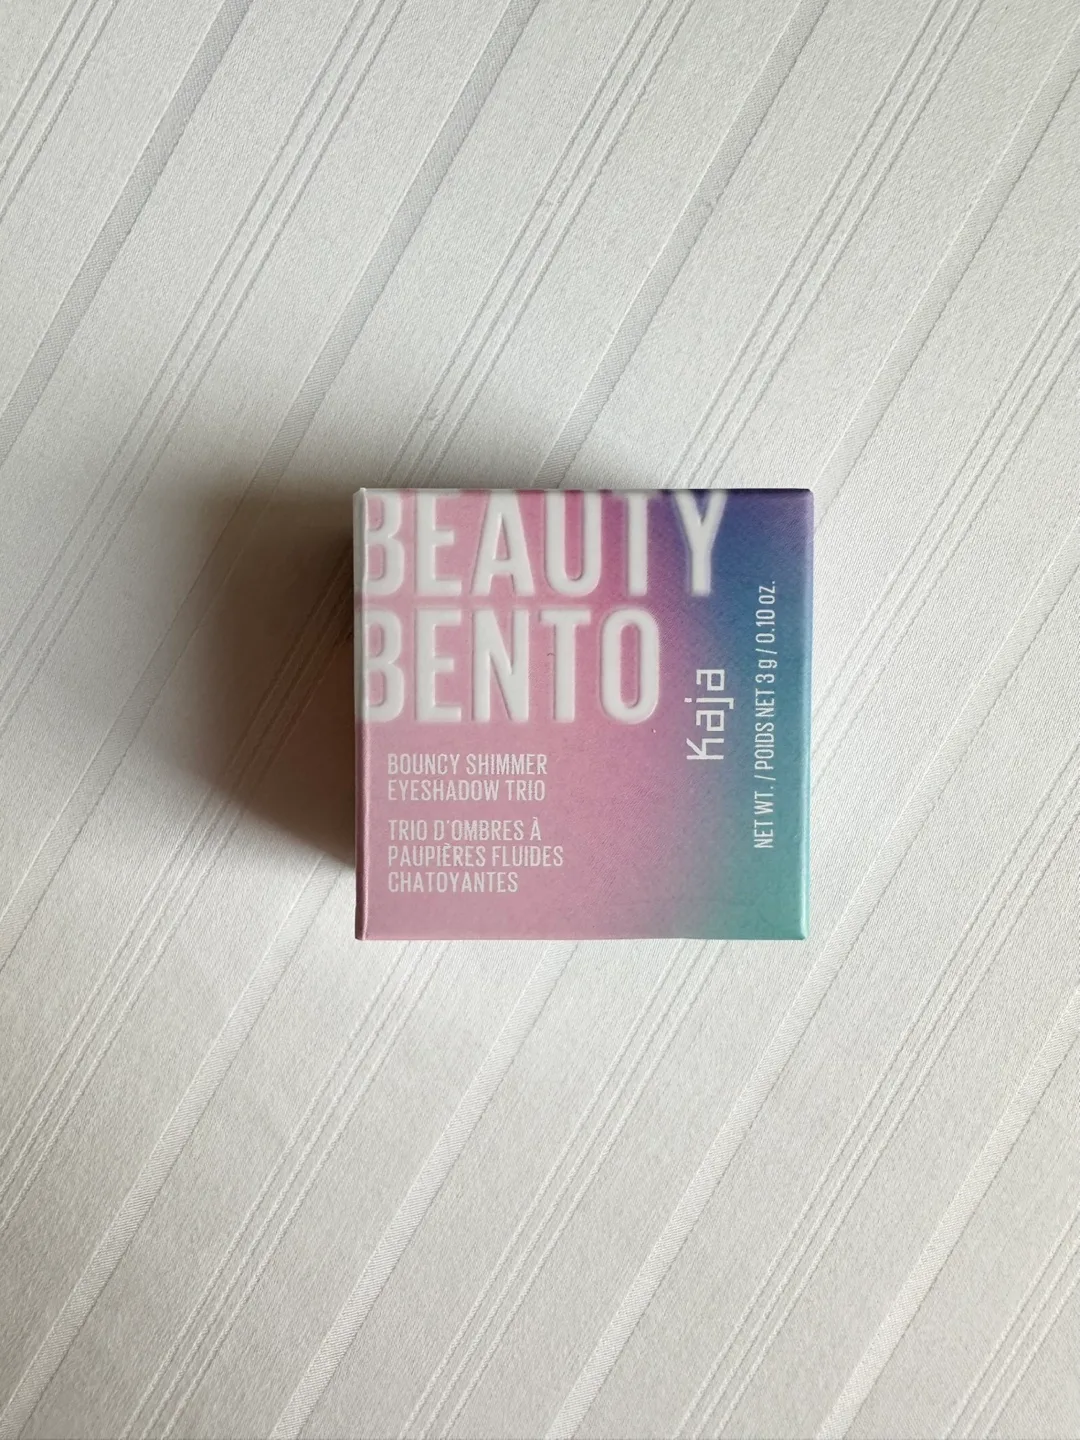 BEAUTY
BENTO
BOUNCY SHIMMER
EYESHADOW TRIO
TRIO D'OMBRES À
PAUPIÈRES FLUIDES
CHATOYANTES
Kaja
NET WT. / POIDS NET 3 g / 0.10 oz.